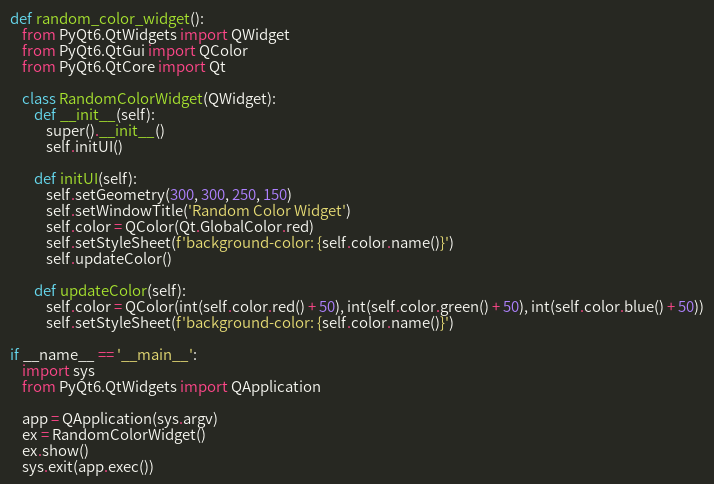 def random_color_widget():
    from PyQt6.QtWidgets import QWidget
    from PyQt6.QtGui import QColor
    from PyQt6.QtCore import Qt

    class RandomColorWidget(QWidget):
        def __init__(self):
            super().__init__()
            self.initUI()

        def initUI(self):
            self.setGeometry(300, 300, 250, 150)
            self.setWindowTitle('Random Color Widget')
            self.color = QColor(Qt.GlobalColor.red)
            self.setStyleSheet(f'background-color: {self.color.name()}')
            self.updateColor()

        def updateColor(self):
            self.color = QColor(int(self.color.red() + 50), int(self.color.green() + 50), int(self.color.blue() + 50))
            self.setStyleSheet(f'background-color: {self.color.name()}')

if __name__ == '__main__':
    import sys
    from PyQt6.QtWidgets import QApplication

    app = QApplication(sys.argv)
    ex = RandomColorWidget()
    ex.show()
    sys.exit(app.exec())